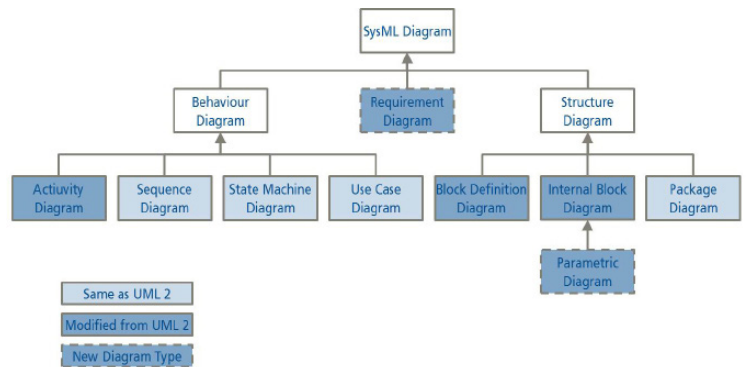 SysML Diagram
Behaviour
Diagram
Requirement
Diagram
Structure
Diagram
Actiuvity
Diagram
Sequence
Diagram
State Machine
Diagram
Use Case
Diagram
Block Definition
Diagram
Internal Block
Diagram
Package
Diagram
Parametric
Diagram
Same as UML 2
Modified from UML 2
New Diagram Type